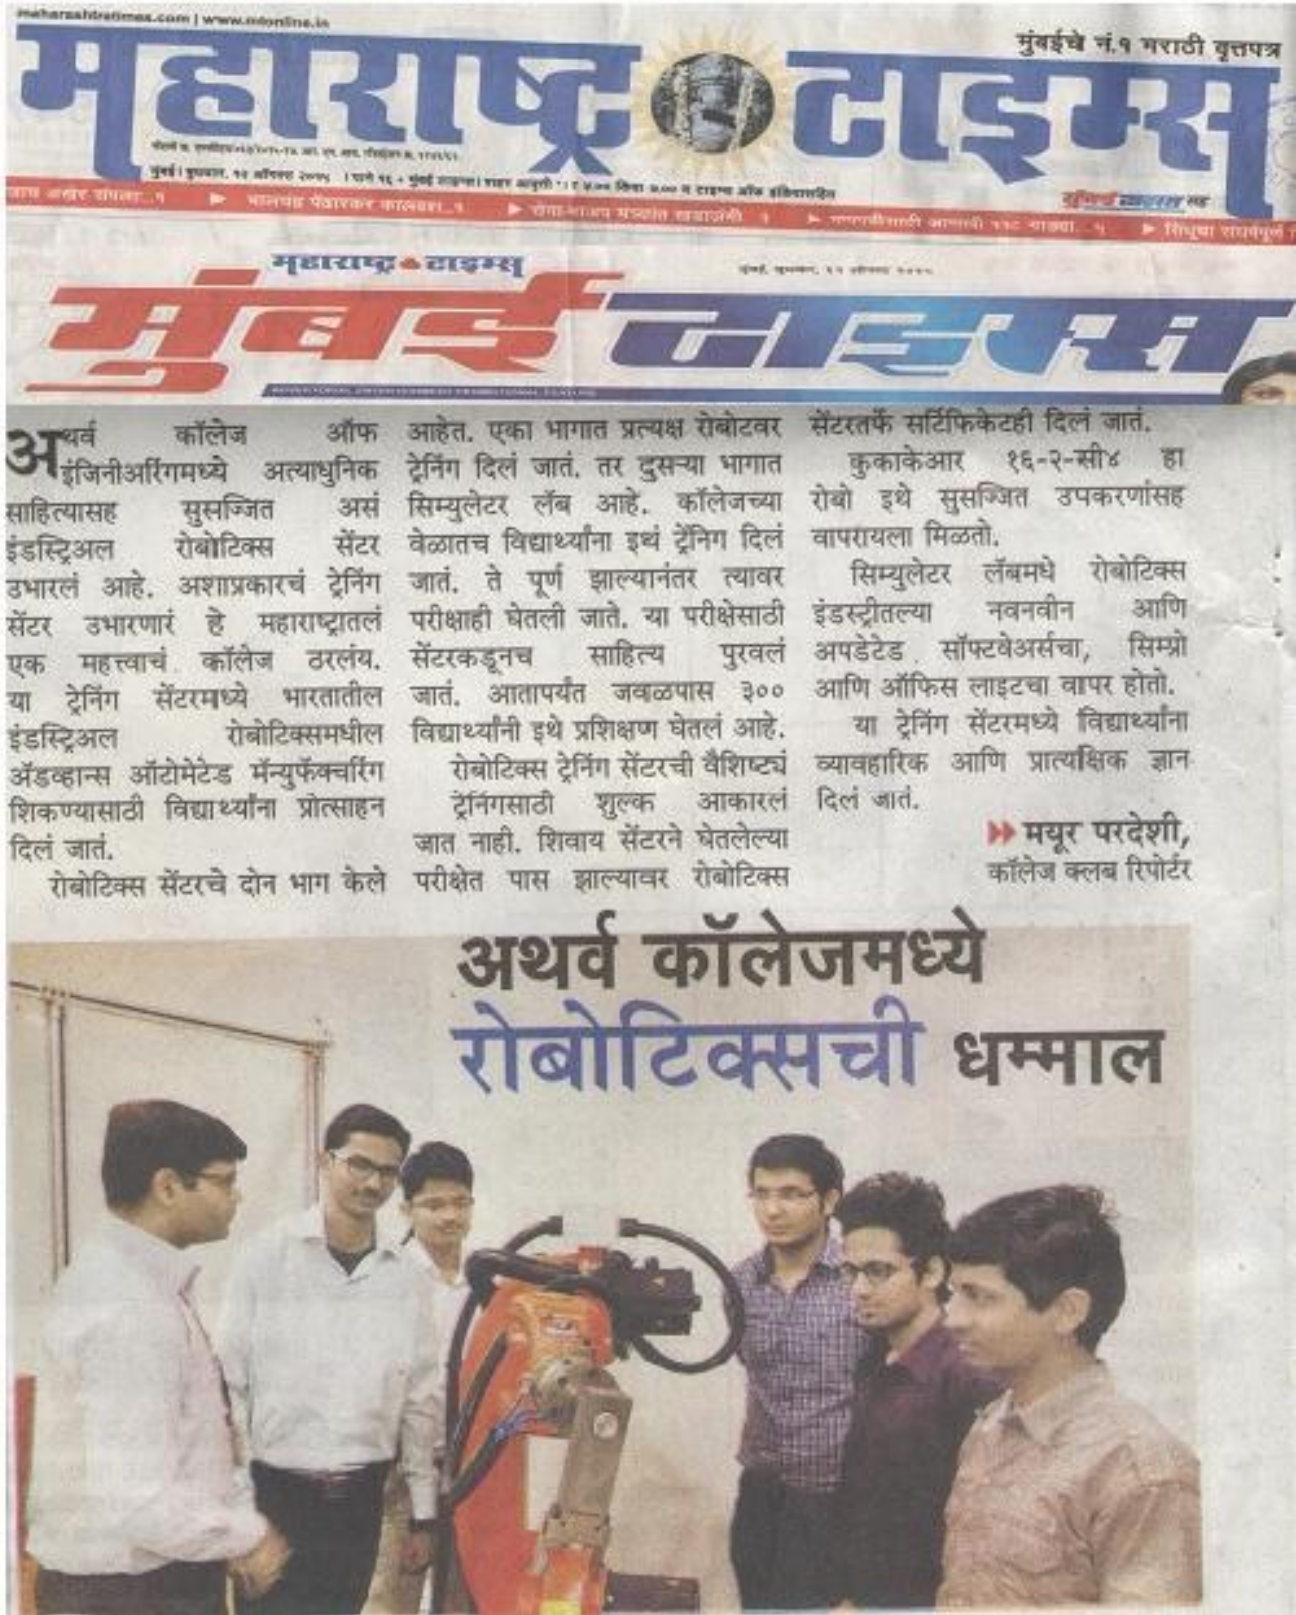 maharashtratimes.com | www.mtonline.in
मुंबईचे नं.१ मराठी वृत्तपत्र
महाराष्ट्र टाइम्स
मुंबई टाइम्स सह
महाराष्ट्र टाइम्स
मुंबई टाइम्स
अथर्व कॉलेज ऑफ
इंजिनीअरिंगमध्ये अत्याधुनिक
साहित्यासह सुसज्जित असं
इंडस्ट्रिअल रोबोटिक्स सेंटर
उभारलं आहे. अशाप्रकारचं ट्रेनिंग
सेंटर उभारणारं हे महाराष्ट्रातलं
एक महत्त्वाचं कॉलेज ठरलंय.
या ट्रेनिंग सेंटरमध्ये भारतातील
इंडस्ट्रिअल रोबोटिक्समधील
अ‍ॅडव्हान्स ऑटोमेटेड मॅन्युफॅक्चरिंग
शिकण्यासाठी विद्यार्थ्यांना प्रोत्साहन
दिलं जातं.
रोबोटिक्स सेंटरचे दोन भाग केले
आहेत. एका भागात प्रत्यक्ष रोबोटवर
ट्रेनिंग दिलं जातं. तर दुसऱ्या भागात
सिम्युलेटर लॅब आहे. कॉलेजच्या
वेळातच विद्यार्थ्यांना इथं ट्रेनिंग दिलं
जातं. ते पूर्ण झाल्यानंतर त्यावर
परीक्षाही घेतली जाते. या परीक्षेसाठी
सेंटरकडूनच साहित्य पुरवलं
जातं. आतापर्यंत जवळपास ३००
विद्यार्थ्यांनी इथे प्रशिक्षण घेतलं आहे.
रोबोटिक्स ट्रेनिंग सेंटरची वैशिष्ट्यं
ट्रेनिंगसाठी शुल्क आकारलं
जात नाही. शिवाय सेंटरने घेतलेल्या
परीक्षेत पास झाल्यावर रोबोटिक्स
सेंटरतर्फे सर्टिफिकेटही दिलं जातं.
कुकाकेआर १६-२-सी४ हा
रोबो इथे सुसज्जित उपकरणांसह
वापरायला मिळतो.
सिम्युलेटर लॅबमधे रोबोटिक्स
इंडस्ट्रीतल्या नवनवीन आणि
अपडेटेड सॉफ्टवेअर्सचा, सिम्प्रो
आणि ऑफिस लाइटचा वापर होतो.
या ट्रेनिंग सेंटरमध्ये विद्यार्थ्यांना
व्यावहारिक आणि प्रात्यक्षिक ज्ञान
दिलं जातं.
मयूर परदेशी,
कॉलेज क्लब रिपोर्टर
अथर्व कॉलेजमध्ये
रोबोटिक्सची धम्माल